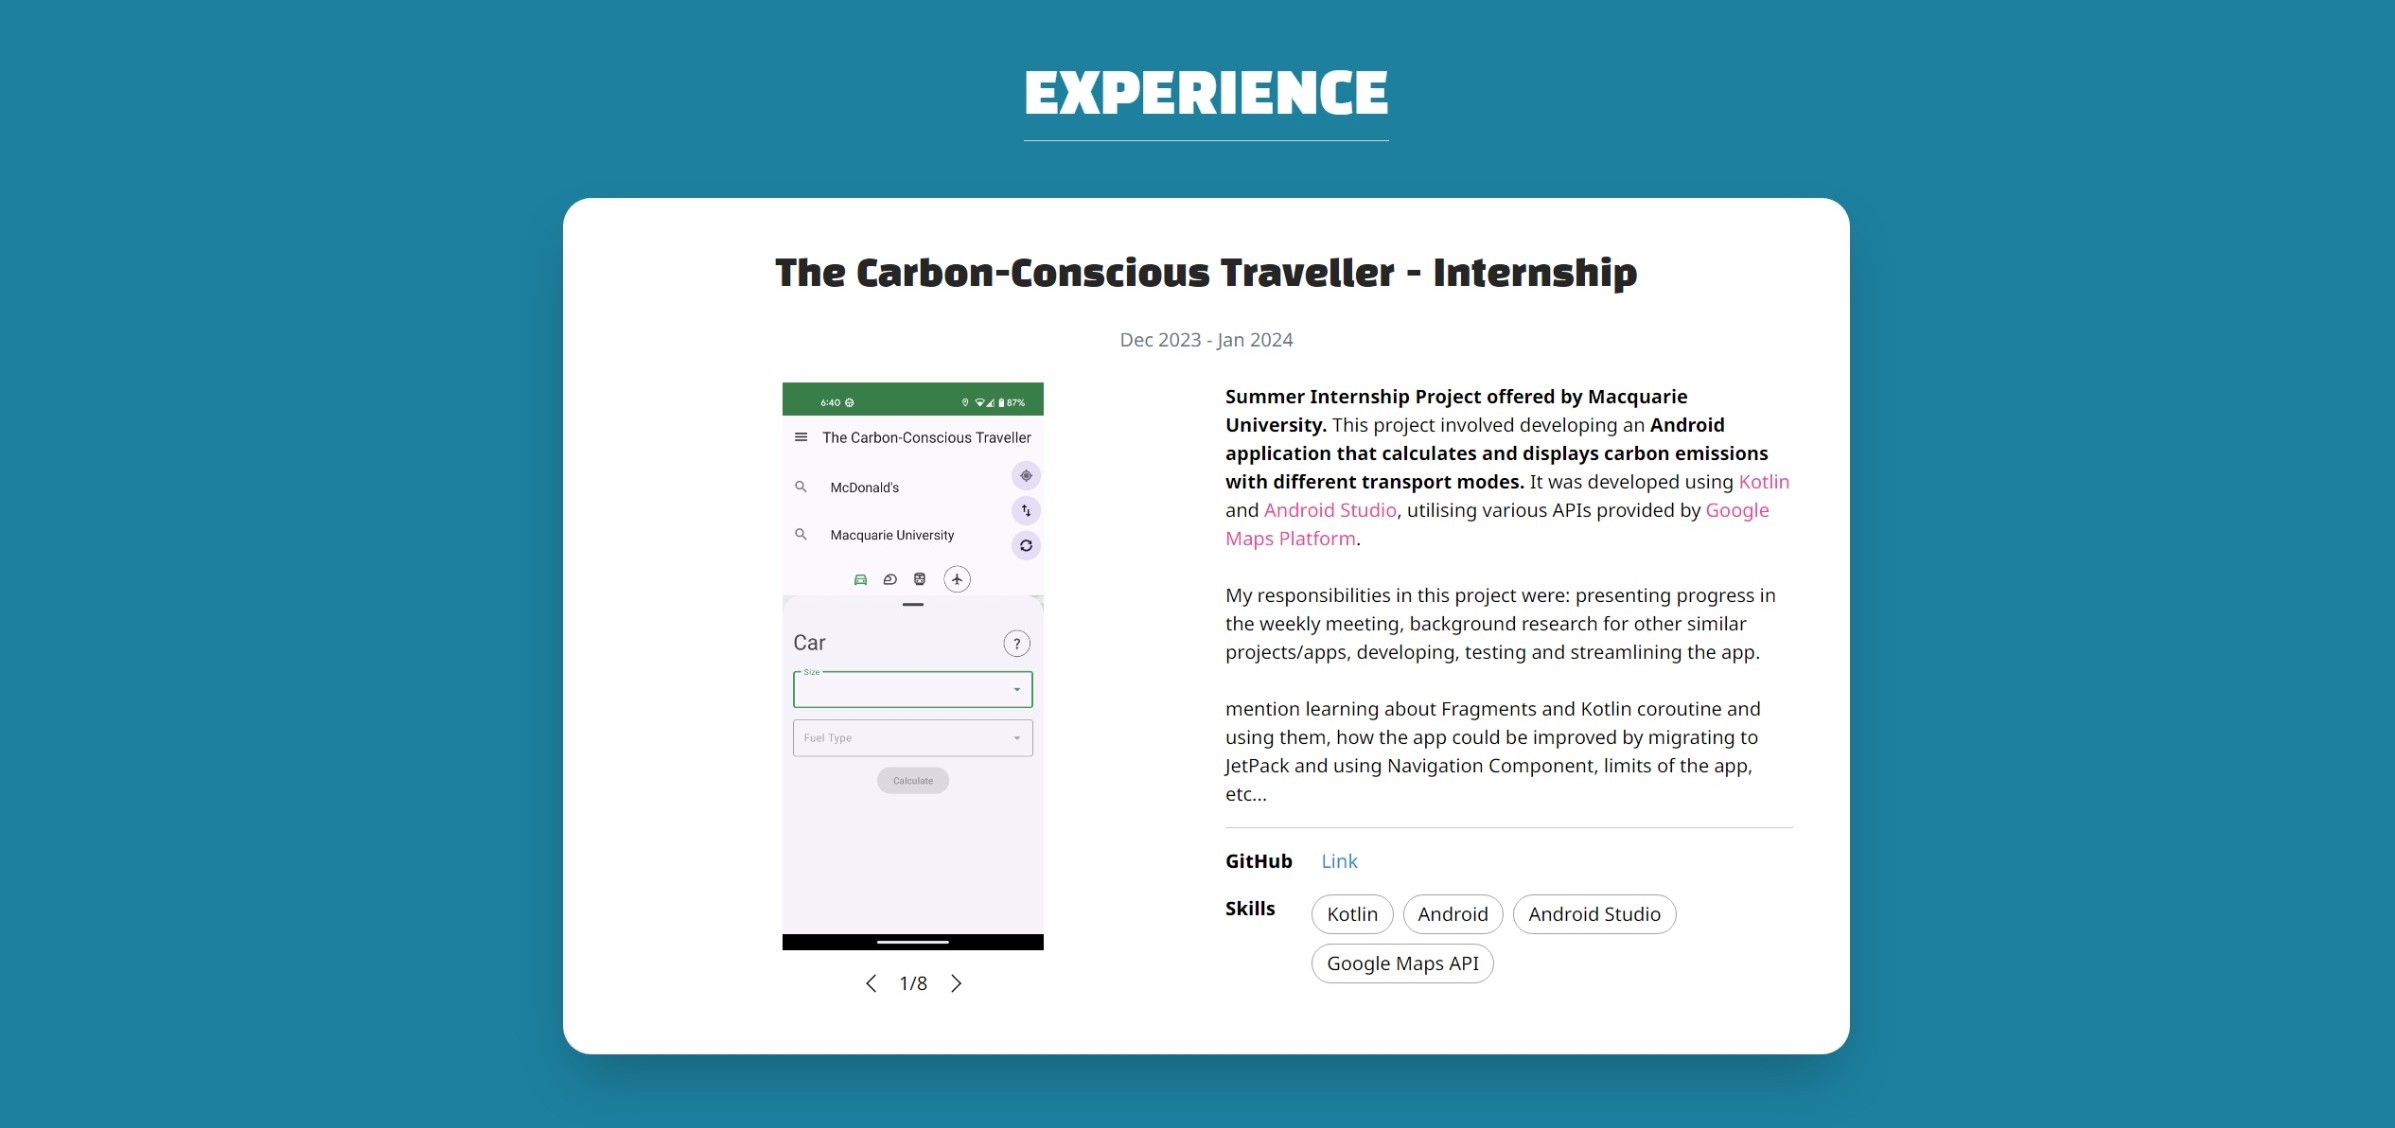 EXPERIENCE
The Carbon-Conscious Traveller - Internship
Dec 2023 - Jan 2024
6:40
87%
The Carbon-Conscious Traveller
McDonald's
Macquarie University
Car
?
Size
Fuel Type
Calculate
1/8
Summer Internship Project offered by Macquarie
University. This project involved developing an Android
application that calculates and displays carbon emissions
with different transport modes. It was developed using Kotlin
and Android Studio, utilising various APIs provided by Google
Maps Platform.
My responsibilities in this project were: presenting progress in
the weekly meeting, background research for other similar
projects/apps, developing, testing and streamlining the app.
mention learning about Fragments and Kotlin coroutine and
using them, how the app could be improved by migrating to
JetPack and using Navigation Component, limits of the app,
etc...
GitHub Link
Skills Kotlin Android Android Studio
Google Maps API